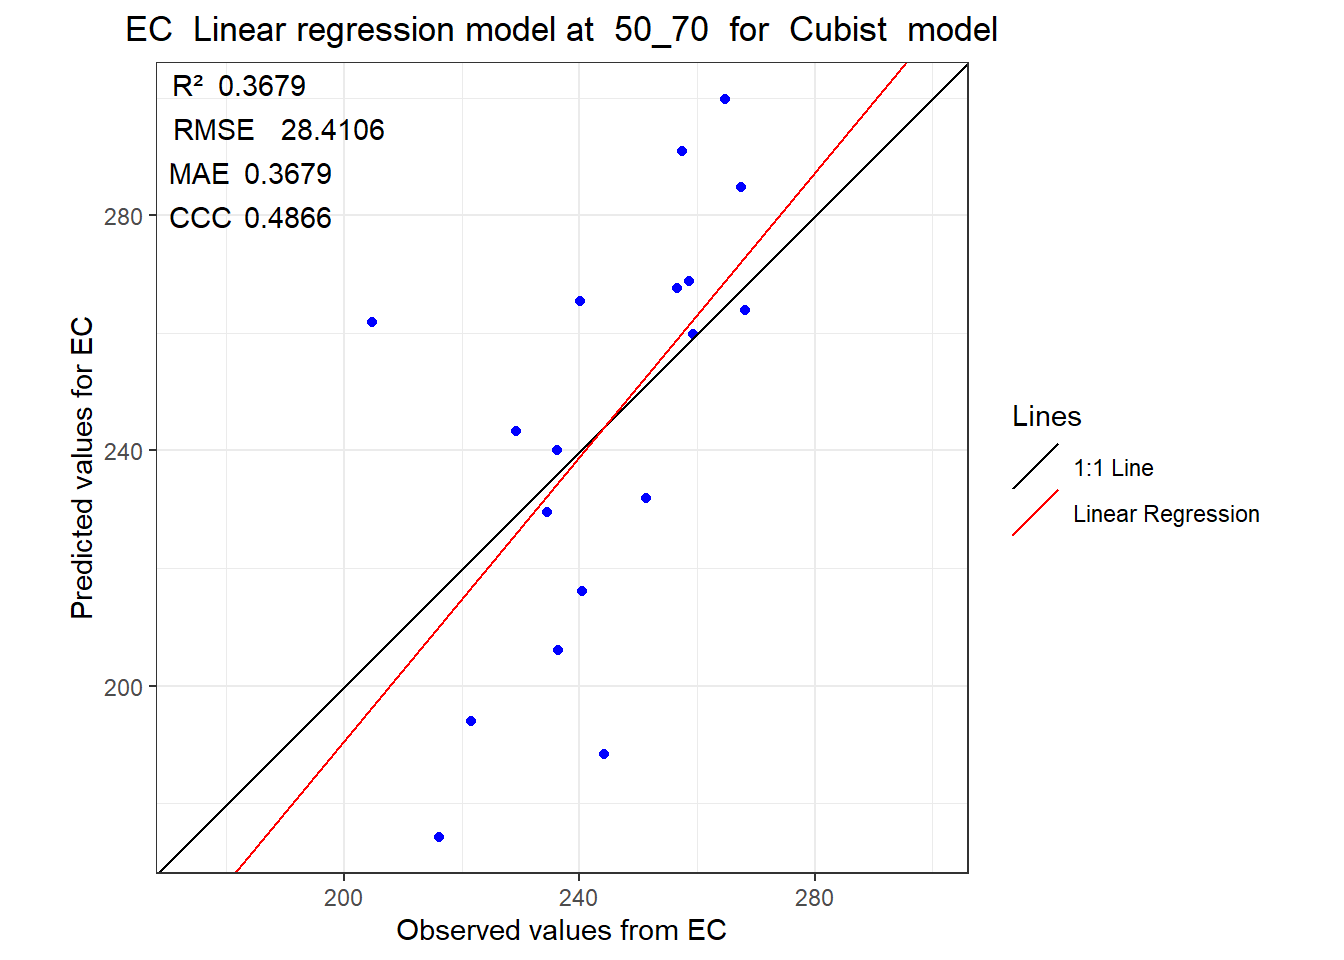 EC  Linear regression model at  50_70  for  Cubist  model
R²  0.3679
RMSE   28.4106
MAE  0.3679
CCC  0.4866
280
240
200
Predicted values for EC
200
240
280
Observed values from EC
Lines
1:1 Line
Linear Regression